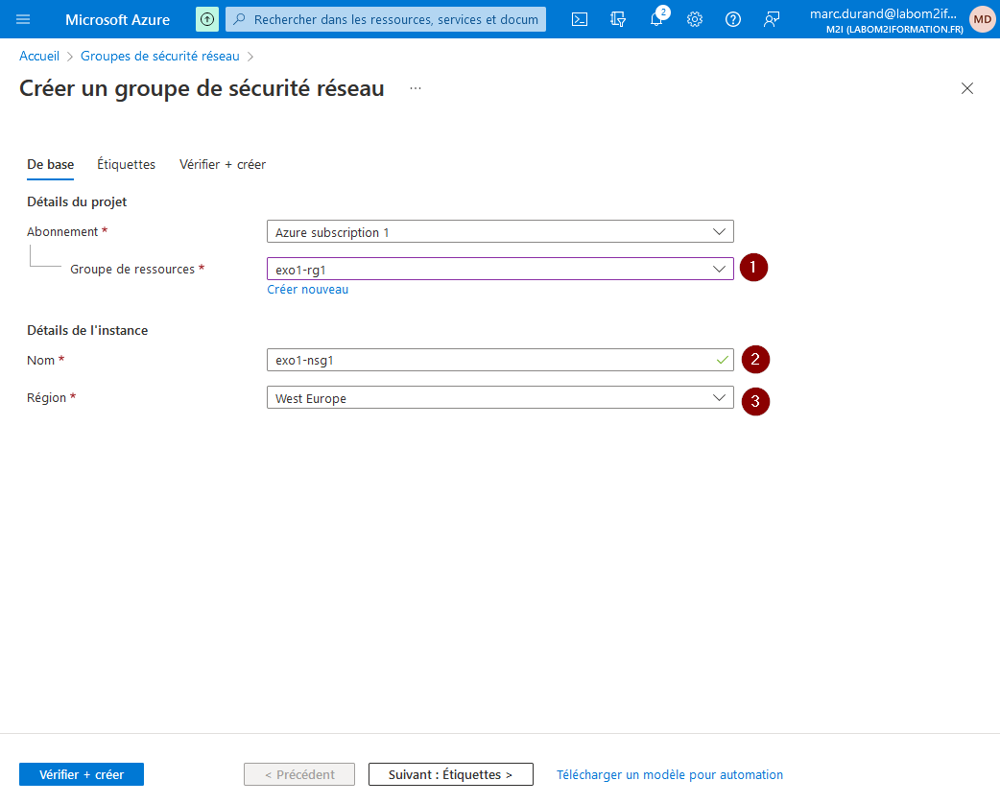 Microsoft Azure
Rechercher dans les ressources, services et docum
2
marc.durand@labom2if...
M2I (LABOM2IFORMATION.FR)
MD
Accueil > Groupes de sécurité réseau >
Créer un groupe de sécurité réseau ...
De base Étiquettes Vérifier + créer
Détails du projet
Abonnement * Azure subscription 1
Groupe de ressources * exo1-rg1 1
Créer nouveau
Détails de l'instance
Nom * exo1-nsg1 2
Région * West Europe 3
Vérifier + créer < Précédent Suivant : Étiquettes > Télécharger un modèle pour automation